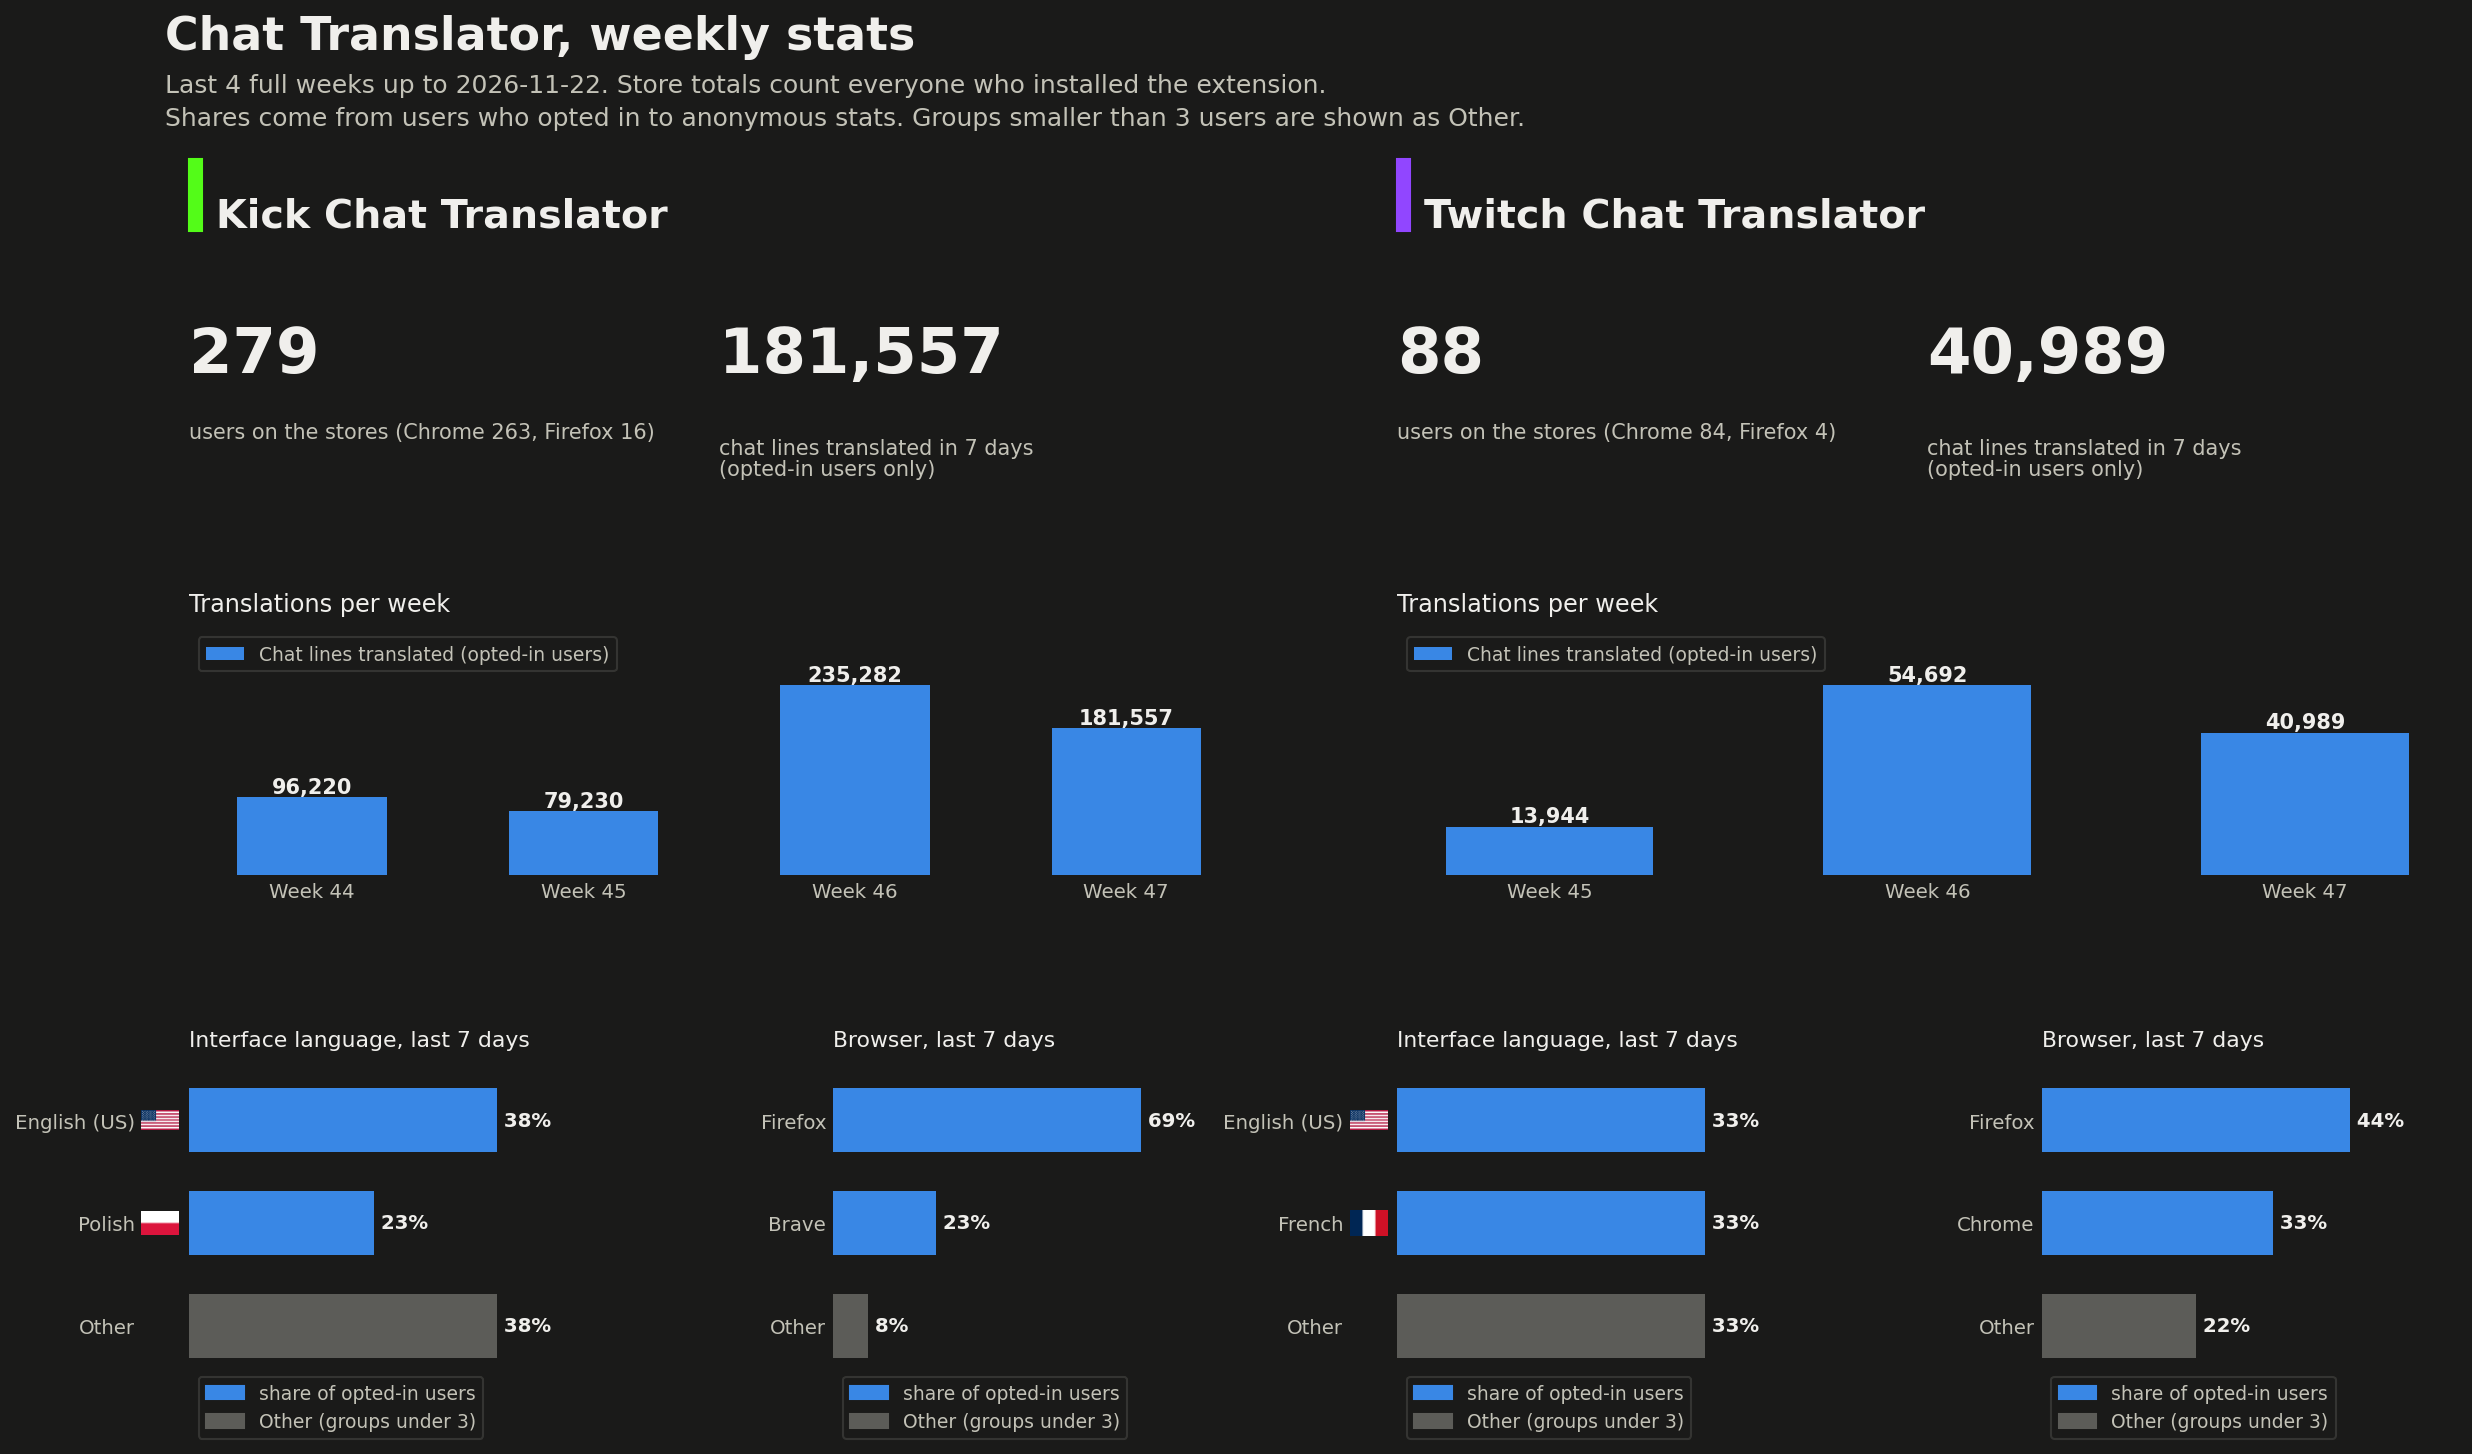 Chat Translator, weekly stats
Last 4 full weeks up to 2026-11-22. Store totals count everyone who installed the extension.
Shares come from users who opted in to anonymous stats. Groups smaller than 3 users are shown as Other.
Kick Chat Translator
279
users on the stores (Chrome 263, Firefox 16)
181,557
chat lines translated in 7 days
(opted-in users only)
Translations per week
Chat lines translated (opted-in users)
96,220
79,230
235,282
181,557
Week 44
Week 45
Week 46
Week 47
Interface language, last 7 days
English (US)
38%
Polish
23%
Other
38%
share of opted-in users
Other (groups under 3)
Browser, last 7 days
Firefox
69%
Brave
23%
Other
8%
share of opted-in users
Other (groups under 3)
Twitch Chat Translator
88
users on the stores (Chrome 84, Firefox 4)
40,989
chat lines translated in 7 days
(opted-in users only)
Translations per week
Chat lines translated (opted-in users)
13,944
54,692
40,989
Week 45
Week 46
Week 47
Interface language, last 7 days
English (US)
33%
French
33%
Other
33%
share of opted-in users
Other (groups under 3)
Browser, last 7 days
Firefox
44%
Chrome
33%
Other
22%
share of opted-in users
Other (groups under 3)